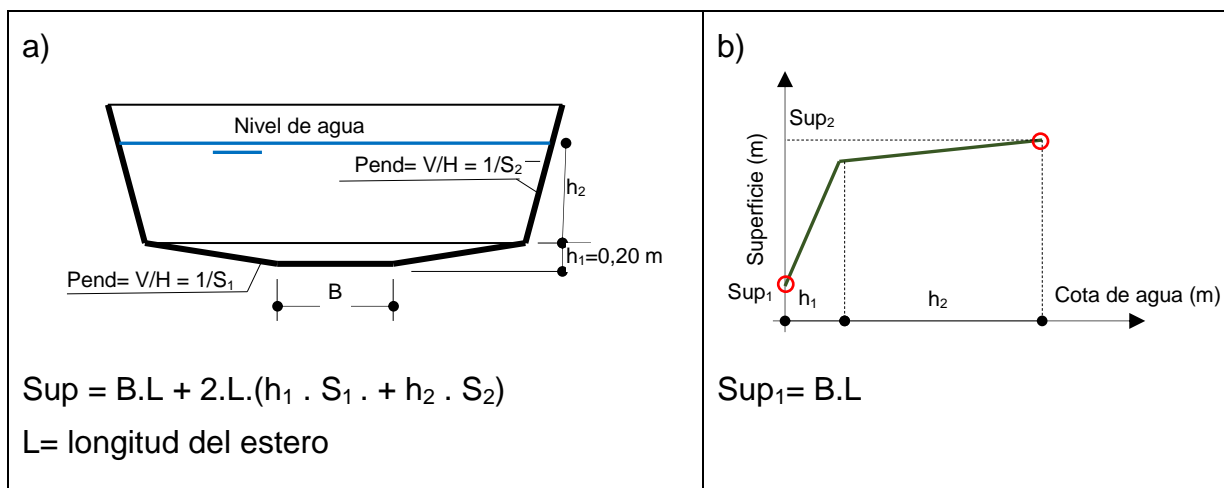 a)
Nivel de agua
Pend= V/H = 1/S₂
h₂
h₁=0,20 m
Pend= V/H = 1/S₁
B
Sup = B.L + 2.L.(h₁ . S₁ . + h₂ . S₂)
L= longitud del estero
b)
Superficie (m)
Sup₂
Sup₁
h₁
h₂
Cota de agua (m)
Sup₁= B.L